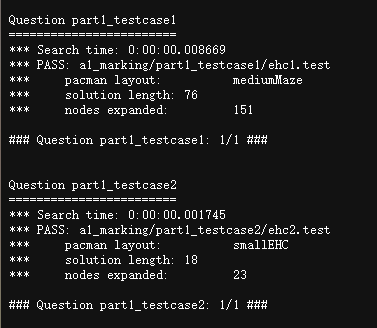 Question part1_testcase1
========================
*** Search time: 0:00:00.008669
*** PASS: a1_marking/part1_testcase1/ehc1.test
***     pacman layout:          mediumMaze
***     solution length: 76
***     nodes expanded:         151
### Question part1_testcase1: 1/1 ###
Question part1_testcase2
========================
*** Search time: 0:00:00.001745
*** PASS: a1_marking/part1_testcase2/ehc2.test
***     pacman layout:          smallEHC
***     solution length: 18
***     nodes expanded:         23
### Question part1_testcase2: 1/1 ###